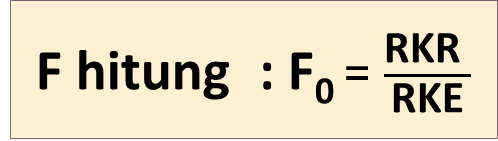 F hitung : F₀ = RKR/RKE